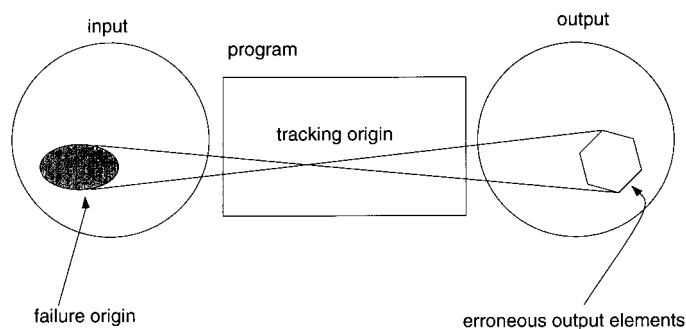 input
output
program
tracking origin
failure origin
erroneous output elements